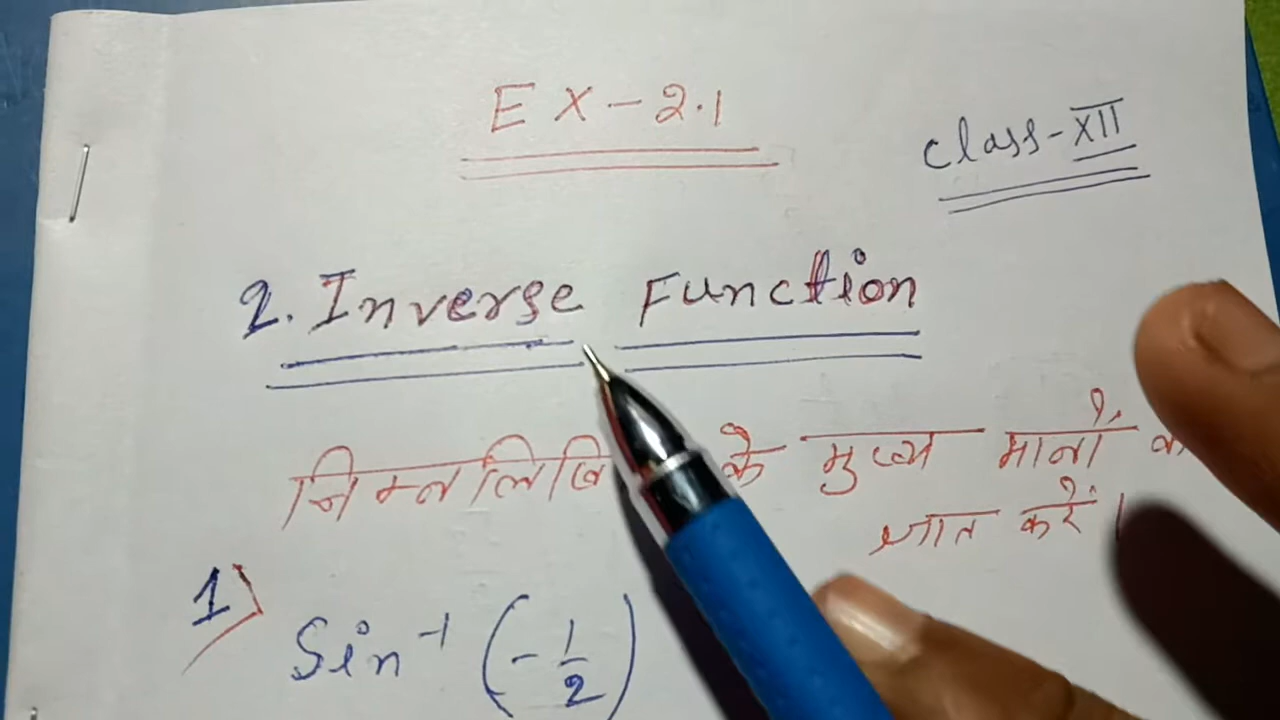 EX-2.1
Class-XII
2. Inverse Function
के मुख्य मानों
ज्ञात करें।
1) Sin⁻¹ (-1/2)